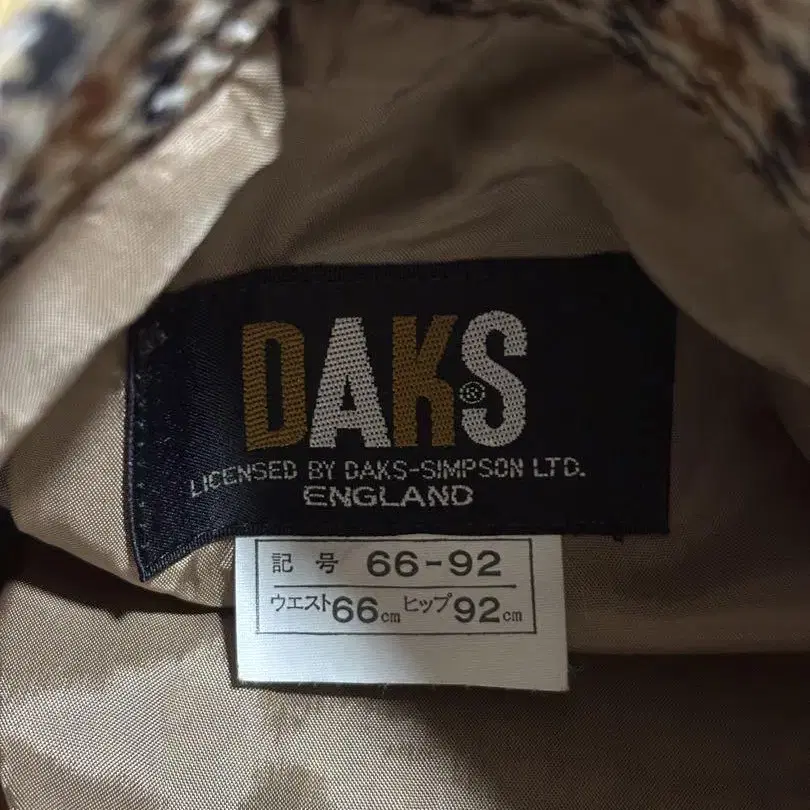 DAKS®
LICENSED BY DAKS-SIMPSON LTD.
ENGLAND
記号 66-92
ウエスト66cm ヒップ92cm